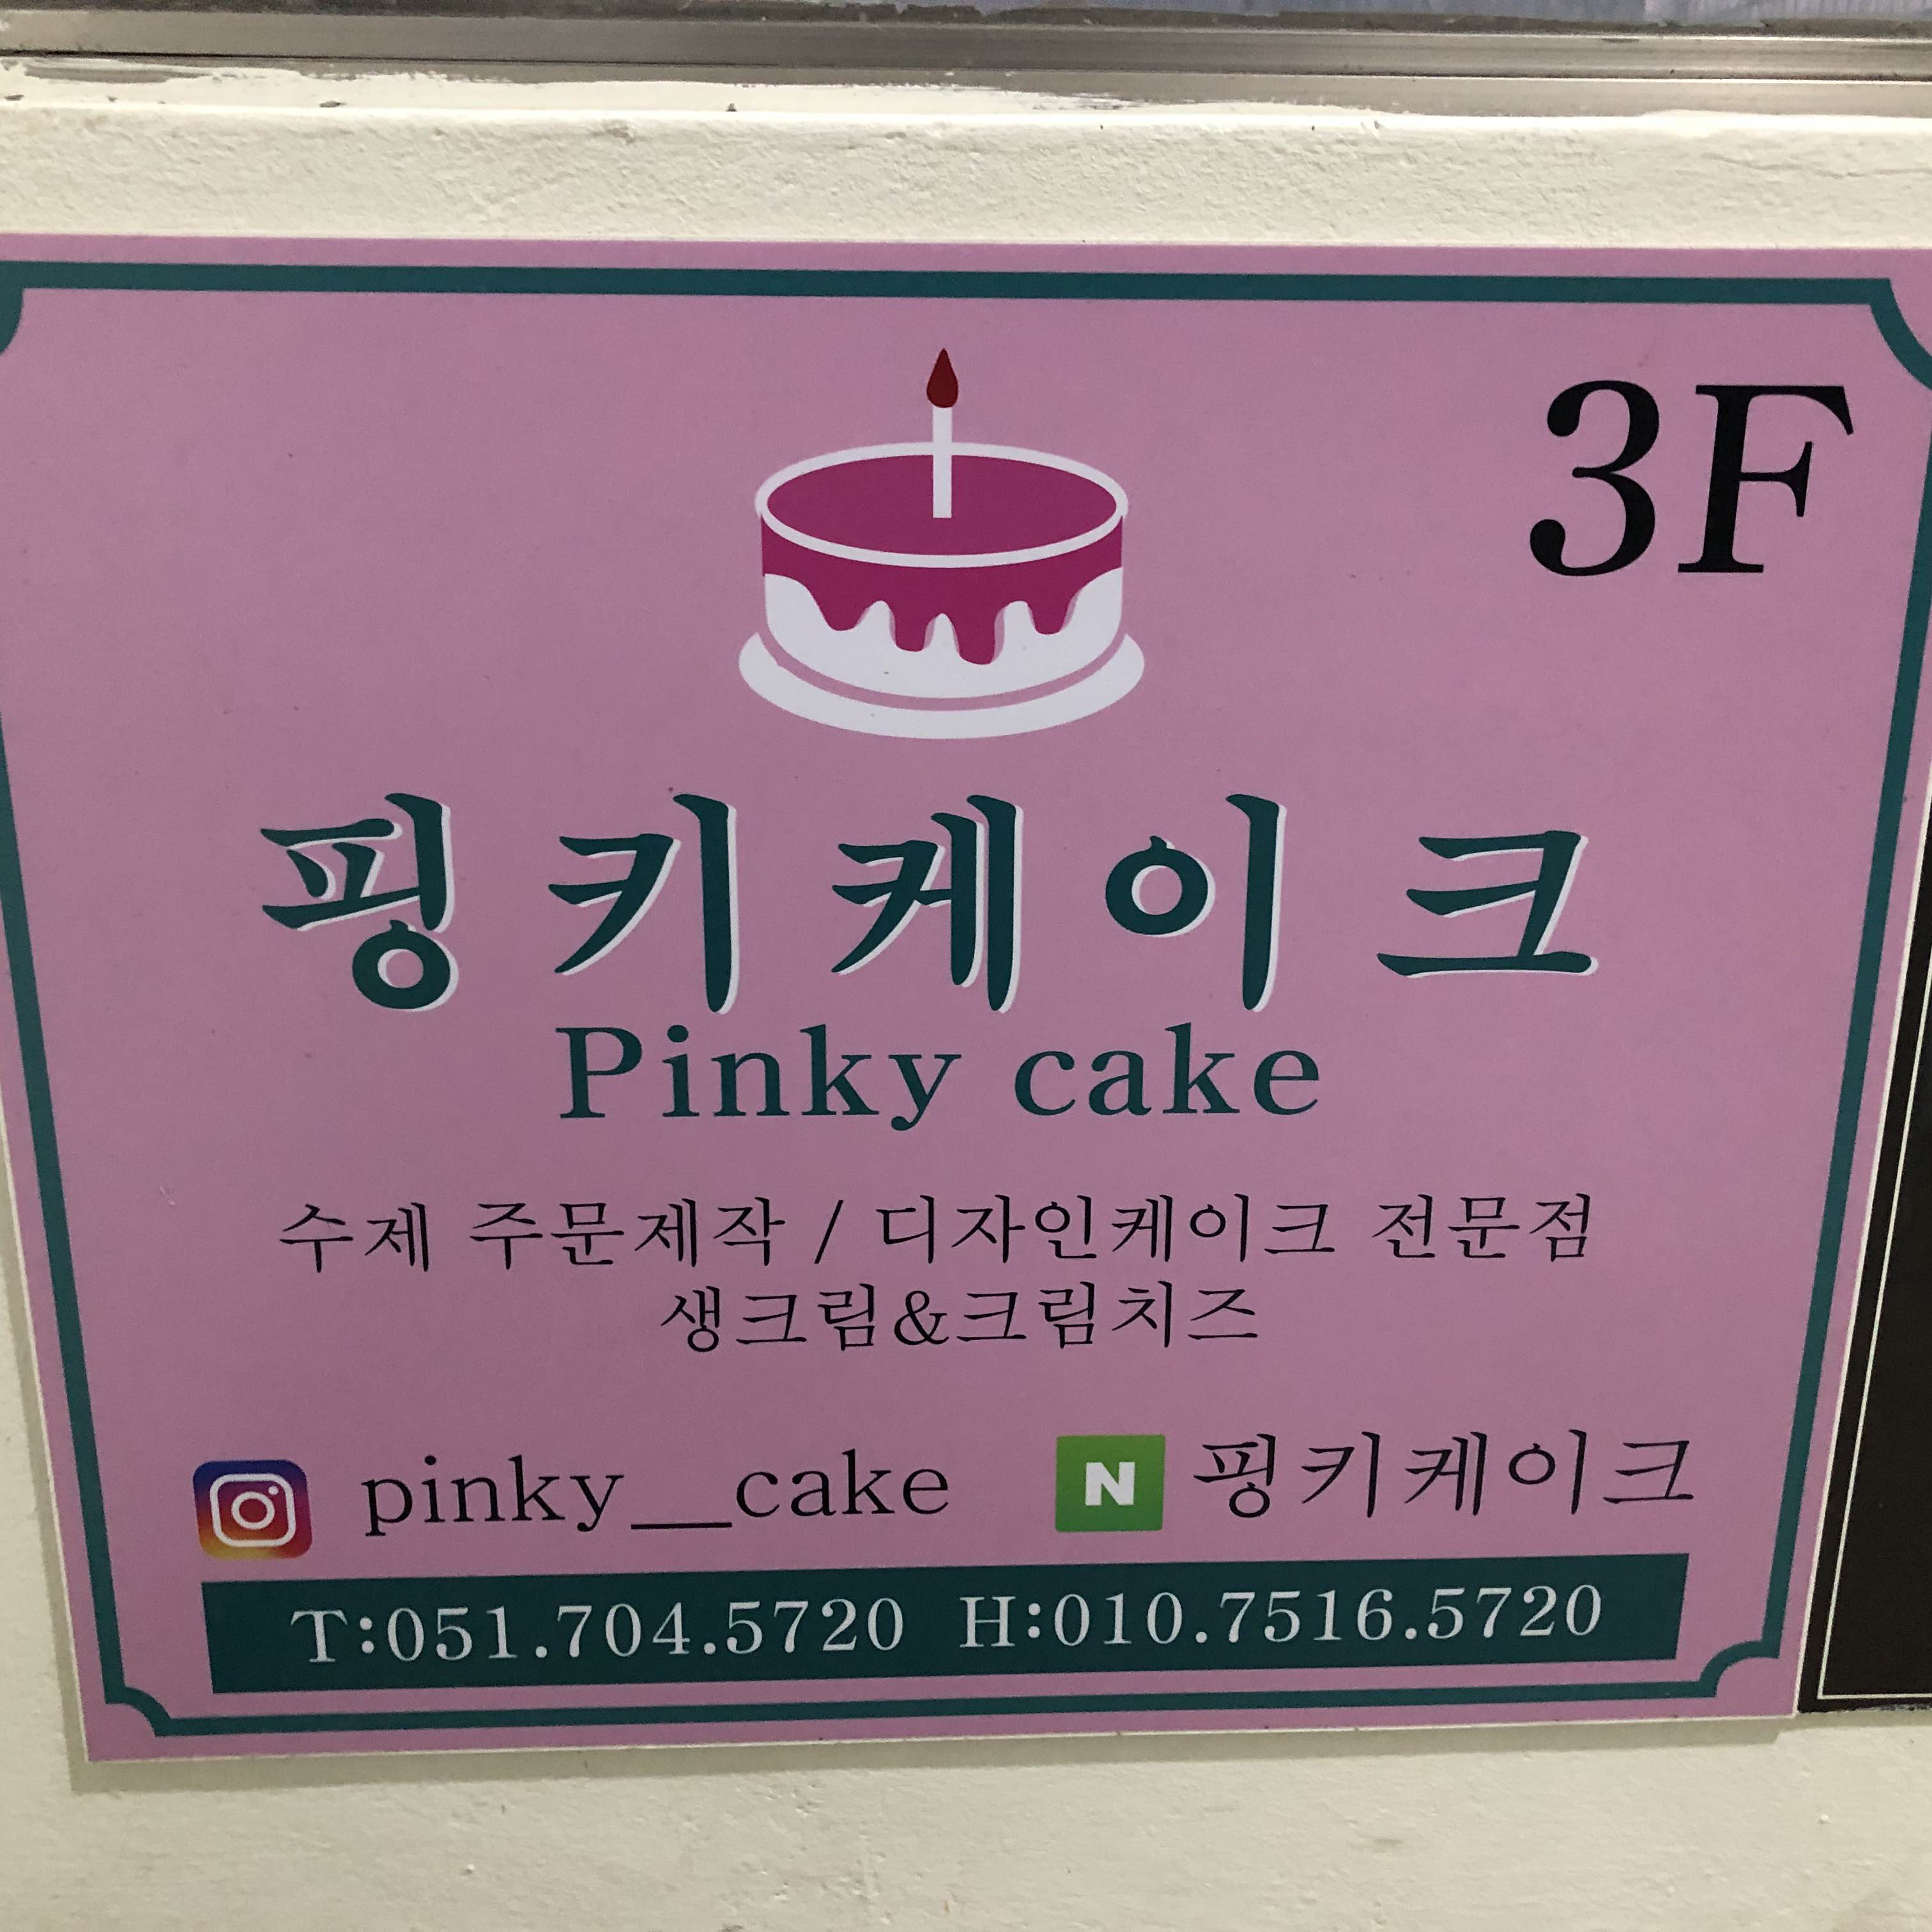 3F
핑키케이크
Pinky cake
수제 주문제작 / 디자인케이크 전문점
생크림&크림치즈
pinky__cake
N 핑키케이크
T:051.704.5720 H:010.7516.5720